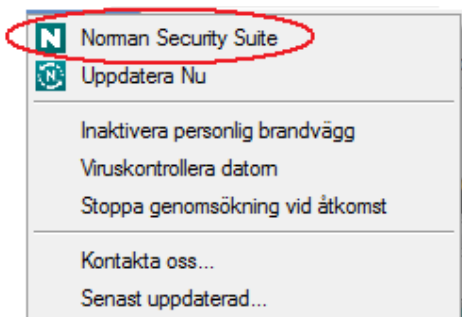 Norman Security Suite
Uppdatera Nu
Inaktivera personlig brandvägg
Viruskontrollera datorn
Stoppa genomsökning vid åtkomst
Kontakta oss...
Senast uppdaterad...